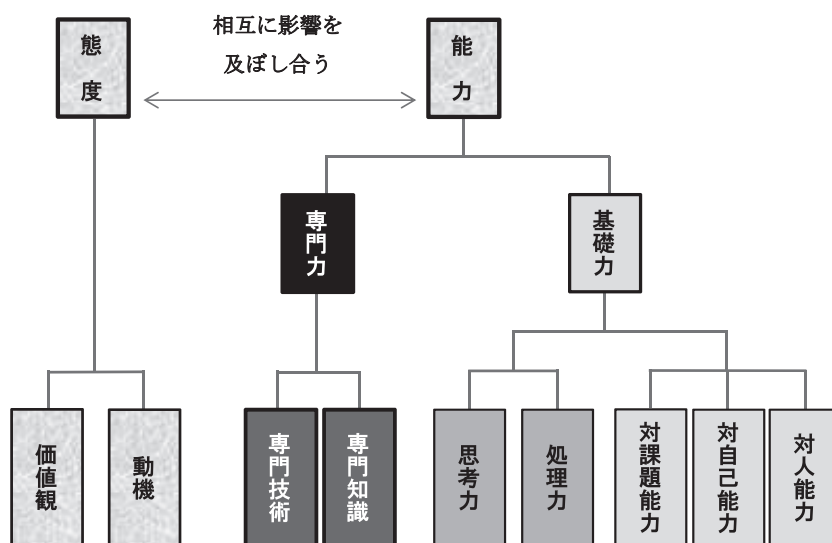 態度
相互に影響を
及ぼし合う
能力
専門力
基礎力
価値観
動機
専門技術
専門知識
思考力
処理力
対課題能力
対自己能力
対人能力